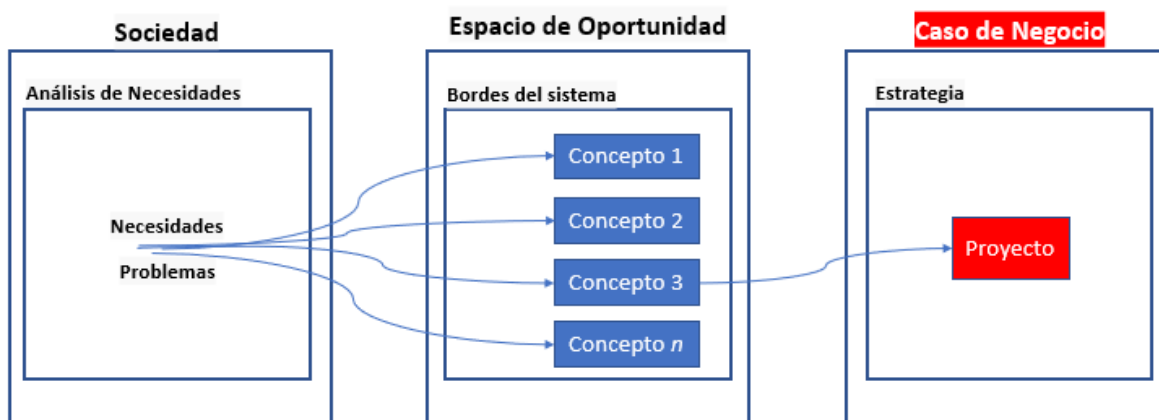 Sociedad
Espacio de Oportunidad
Caso de Negocio
Análisis de Necesidades
Bordes del sistema
Estrategia
Concepto 1
Concepto 2
Necesidades
Proyecto
Problemas
Concepto 3
Concepto n